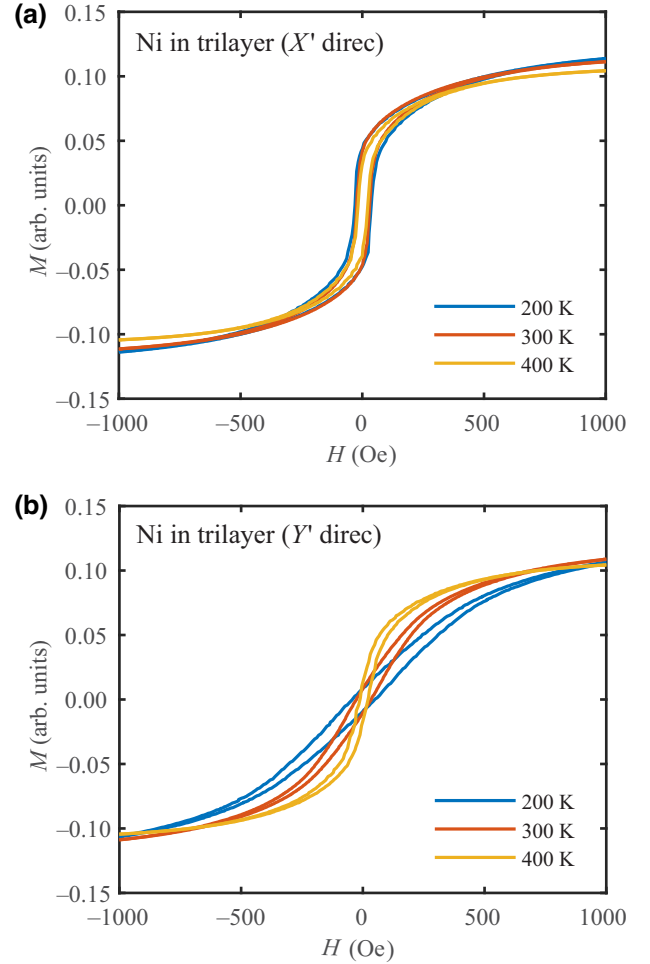 (a)
0.15
Ni in trilayer (X' direc)
0.10
0.05
0.00
M (arb. units)
−0.05
200 K
300 K
−0.10
400 K
−0.15
−1000
−500
0
500
1000
H (Oe)
(b)
0.15
Ni in trilayer (Y' direc)
0.10
0.05
0.00
M (arb. units)
−0.05
200 K
300 K
−0.10
400 K
−0.15
−1000
−500
0
500
1000
H (Oe)